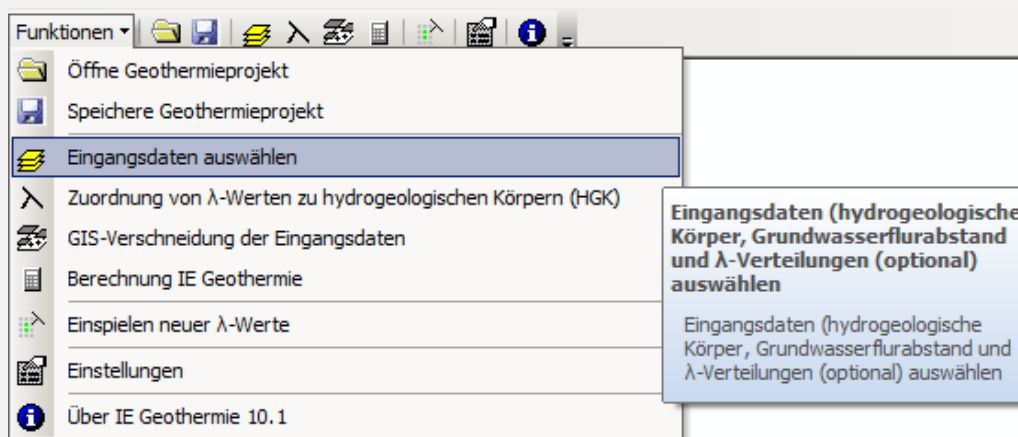 Funktionen
Öffne Geothermieprojekt
Speichere Geothermieprojekt
Eingangsdaten auswählen
Zuordnung von λ-Werten zu hydrogeologischen Körpern (HGK)
GIS-Verschneidung der Eingangsdaten
Berechnung IE Geothermie
Einspielen neuer λ-Werte
Einstellungen
Über IE Geothermie 10.1
Eingangsdaten (hydrogeologische
Körper, Grundwasserflurabstand
und λ-Verteilungen (optional)
auswählen
Eingangsdaten (hydrogeologische
Körper, Grundwasserflurabstand und
λ-Verteilungen (optional) auswählen